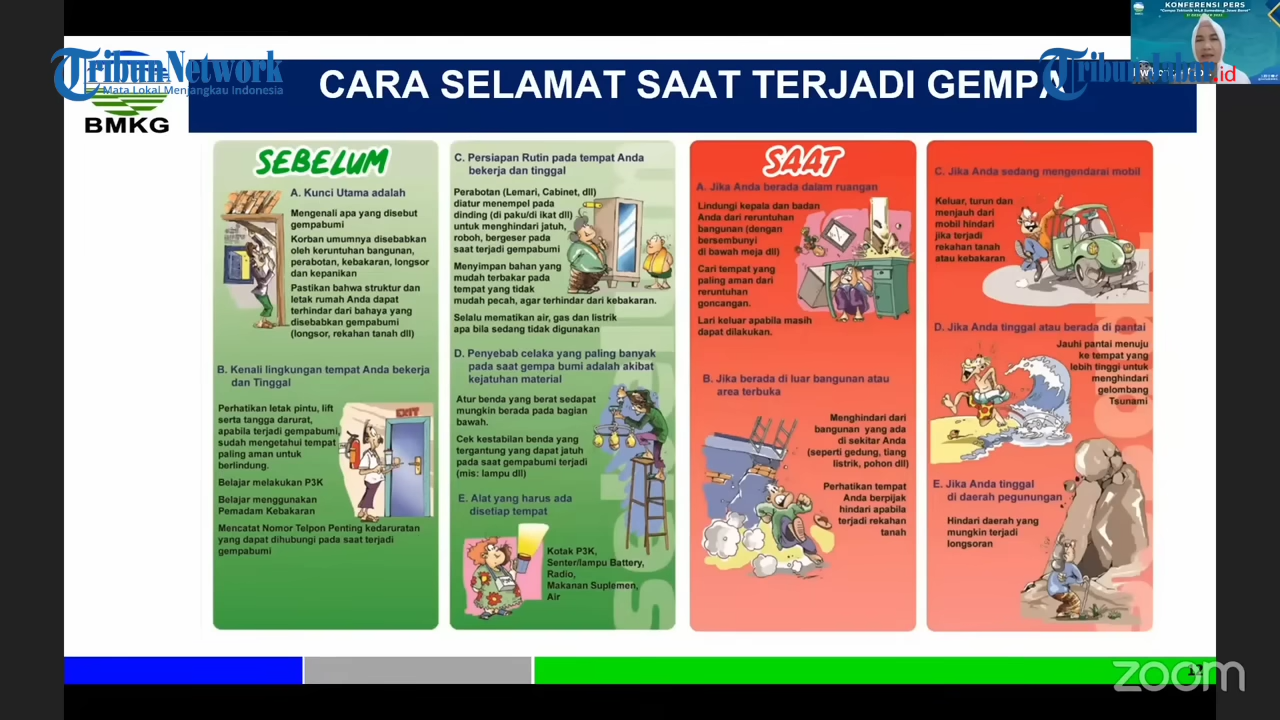 KONFERENSI PERS
Tribun Network
Mata Lokal Menjangkau Indonesia
BMKG
CARA SELAMAT SAAT TERJADI GEMPA
.id
SEBELUM
A. Kunci Utama adalah
Mengenali apa yang disebut
gempabumi
Korban umumnya disebabkan
oleh keruntuhan bangunan,
perabotan, kebakaran, longsor
dan kepanikan
Pastikan bahwa struktur dan
letak rumah Anda dapat
terhindar dari bahaya yang
disebabkan gempabumi
(longsor, rekahan tanah dll)
B. Kenali lingkungan tempat Anda bekerja
dan Tinggal
Perhatikan letak pintu, lift
serta tangga darurat,
apabila terjadi gempabumi,
sudah mengetahui tempat
paling aman untuk
berlindung.
EXIT
Belajar melakukan P3K
Belajar menggunakan
Pemadam Kebakaran
Mencatat Nomor Telpon Penting kedaruratan
yang dapat dihubungi pada saat terjadi
gempabumi
C. Persiapan Rutin pada tempat Anda
bekerja dan tinggal
Perabotan (Lemari, Cabinet, dll)
diatur menempel pada
dinding (di paku/di ikat dll)
untuk menghindari jatuh,
roboh, bergeser pada
saat terjadi gempabumi
Menyimpan bahan yang
mudah terbakar pada
tempat yang tidak
mudah pecah, agar terhindar dari kebakaran.
Selalu mematikan air, gas dan listrik
apa bila sedang tidak digunakan
D. Penyebab celaka yang paling banyak
pada saat gempa bumi adalah akibat
kejatuhan material
Atur benda yang berat sedapat
mungkin berada pada bagian
bawah.
Cek kestabilan benda yang
tergantung yang dapat jatuh
pada saat gempabumi terjadi
(mis: lampu dll)
E. Alat yang harus ada
disetiap tempat
Kotak P3K,
Senter/lampu Battery,
Radio,
Makanan Suplemen,
Air
SAAT
A. Jika Anda berada dalam ruangan
Lindungi kepala dan badan
Anda dari reruntuhan
bangunan (dengan
bersembunyi
di bawah meja dll)
Cari tempat yang
paling aman dari
reruntuhan
goncangan.
Lari keluar apabila masih
dapat dilakukan.
B. Jika berada di luar bangunan atau
area terbuka
Menghindari dari
bangunan yang ada
di sekitar Anda
(seperti gedung, tiang
listrik, pohon dll)
Perhatikan tempat
Anda berpijak
hindari apabila
terjadi rekahan
tanah
C. Jika Anda sedang mengendarai mobil
Keluar, turun dan
menjauh dari
mobil hindari
jika terjadi
rekahan tanah
atau kebakaran
D. Jika Anda tinggal atau berada di pantai
Jauhi pantai menuju
ke tempat yang
lebih tinggi untuk
menghindari
gelombang
Tsunami
E. Jika Anda tinggal
di daerah pegunungan
Hindari daerah yang
mungkin terjadi
longsoran
12
zoom